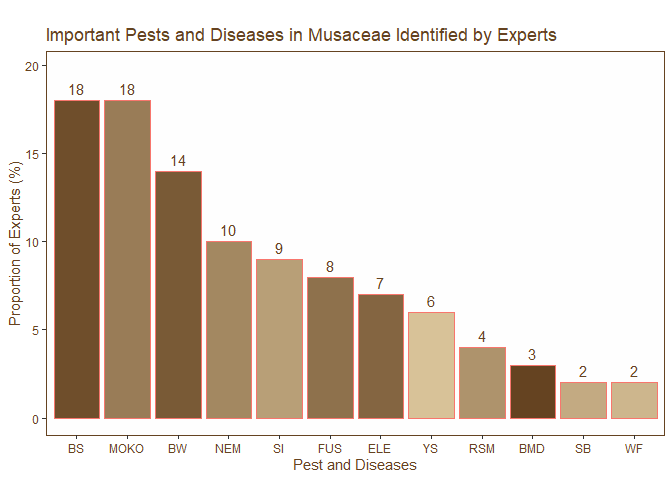 Important Pests and Diseases in Musaceae Identified by Experts
20
15
10
5
0
Proportion of Experts (%)
18 18 14 10 9 8 7 6 4 3 2 2
BS MOKO BW NEM SI FUS ELE YS RSM BMD SB WF
Pest and Diseases